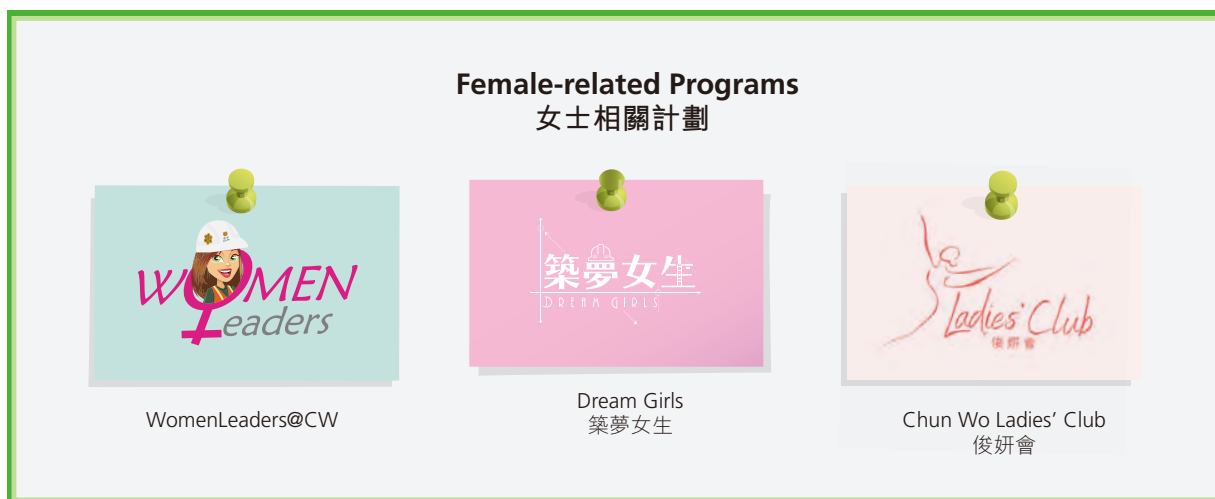 Female-related Programs
女士相關計劃
WOMEN
Leaders
築夢女生
DREAM GIRLS
Ladies' Club
俊妍會
WomenLeaders@CW
Dream Girls
築夢女生
Chun Wo Ladies’ Club
俊妍會